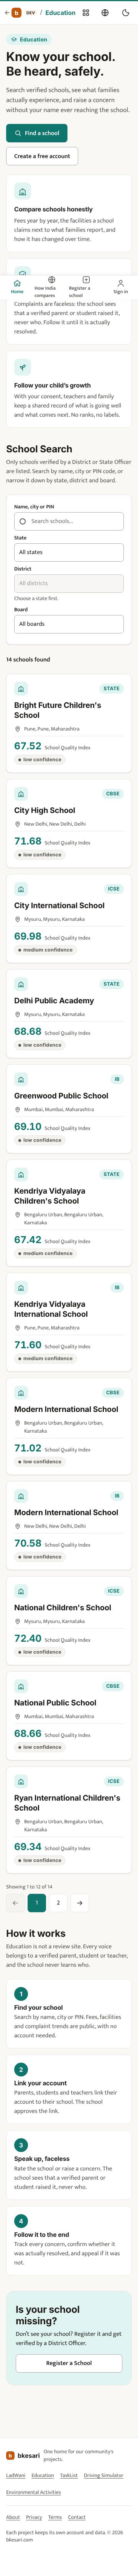 b DEV / Education
Education
Know your school.
Be heard, safely.
Search verified schools, see what families actually experience, and raise a voice without your name ever reaching the school.
Find a school
Create a free account
Compare schools honestly
Fees year by year, the facilities a school claims next to what families report, and how it has changed over time.
Home
How India compares
Register a school
Sign in
Complaints are faceless: the school sees that a verified parent or student raised it, never who. Follow it until it is actually resolved.
Follow your child's growth
With your consent, teachers and family keep a shared record of what is going well and what comes next. No ranks, no labels.
School Search
Only schools verified by a District or State Officer are listed. Search by name, city or PIN code, or narrow down by state, district and board.
Name, city or PIN
Search schools...
State
All states
District
All districts
Choose a state first.
Board
All boards
14 schools found
STATE
Bright Future Children's School
Pune, Pune, Maharashtra
67.52 School Quality Index
low confidence
CBSE
City High School
New Delhi, New Delhi, Delhi
71.68 School Quality Index
low confidence
ICSE
City International School
Mysuru, Mysuru, Karnataka
69.98 School Quality Index
medium confidence
STATE
Delhi Public Academy
Mysuru, Mysuru, Karnataka
68.68 School Quality Index
low confidence
IB
Greenwood Public School
Mumbai, Mumbai, Maharashtra
69.10 School Quality Index
low confidence
STATE
Kendriya Vidyalaya Children's School
Bengaluru Urban, Bengaluru Urban, Karnataka
67.42 School Quality Index
medium confidence
IB
Kendriya Vidyalaya International School
Pune, Pune, Maharashtra
71.60 School Quality Index
medium confidence
CBSE
Modern International School
Bengaluru Urban, Bengaluru Urban, Karnataka
71.02 School Quality Index
low confidence
IB
Modern International School
New Delhi, New Delhi, Delhi
70.58 School Quality Index
low confidence
ICSE
National Children's School
Mysuru, Mysuru, Karnataka
72.40 School Quality Index
low confidence
CBSE
National Public School
Mumbai, Mumbai, Maharashtra
68.66 School Quality Index
low confidence
ICSE
Ryan International Children's School
Bengaluru Urban, Bengaluru Urban, Karnataka
69.34 School Quality Index
low confidence
Showing 1 to 12 of 14
1
2
How it works
Education is not a review site. Every voice belongs to a verified parent, student or teacher, and the school never learns who.
1
Find your school
Search by name, city or PIN. Fees, facilities and complaint trends are public, with no account needed.
2
Link your account
Parents, students and teachers link their account to their school. The school approves the link.
3
Speak up, faceless
Rate the school or raise a concern. The school sees that a verified parent or student raised it, never who.
4
Follow it to the end
Track every concern, confirm whether it was actually resolved, and appeal if it was not.
Is your school missing?
Don't see your school? Register it and get verified by a District Officer.
Register a School
b bkesari
One home for our community's projects.
LadWani
Education
TaskList
Driving Simulator
Environmental Activities
About
Privacy
Terms
Contact
Each project keeps its own account and data. © 2026 bkesari.com